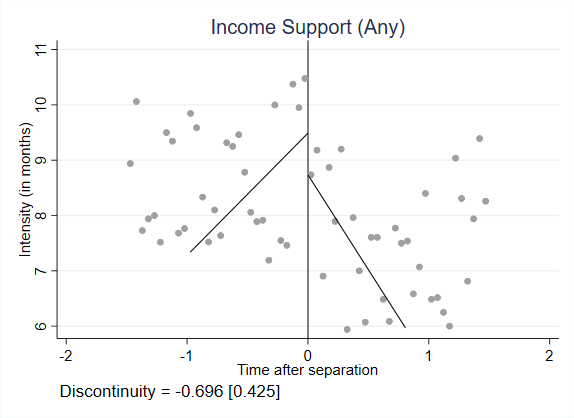 Income Support (Any)
Intensity (in months)
11
10
9
8
7
6
-2
-1
0
1
2
Time after separation
Discontinuity = -0.696 [0.425]